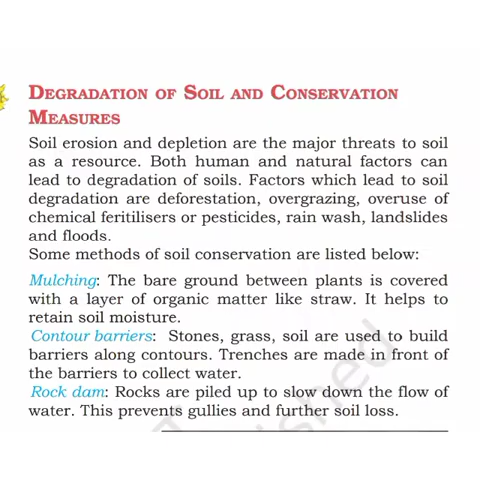 DEGRADATION OF SOIL AND CONSERVATION
MEASURES
Soil erosion and depletion are the major threats to soil
as a resource. Both human and natural factors can
lead to degradation of soils. Factors which lead to soil
degradation are deforestation, overgrazing, overuse of
chemical feritilisers or pesticides, rain wash, landslides
and floods.
Some methods of soil conservation are listed below:
Mulching: The bare ground between plants is covered
with a layer of organic matter like straw. It helps to
retain soil moisture.
Contour barriers: Stones, grass, soil are used to build
barriers along contours. Trenches are made in front of
the barriers to collect water.
Rock dam: Rocks are piled up to slow down the flow of
water. This prevents gullies and further soil loss.